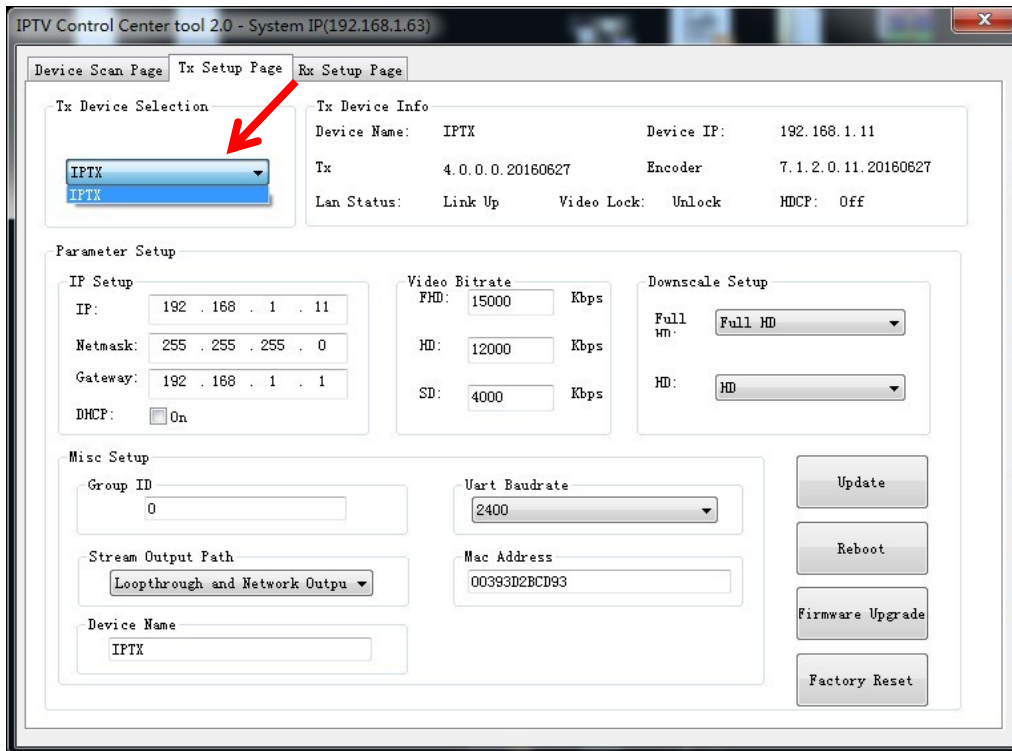 IPTV Control Center tool 2.0 - System IP(192.168.1.63)
Device Scan Page Tx Setup Page Rx Setup Page
Tx Device Selection
IPTX
IPTX
Tx Device Info
Device Name: IPTX Device IP: 192.168.1.11
Tx 4.0.0.0.20160627 Encoder 7.1.2.0.11.20160627
Lan Status: Link Up Video Lock: Unlock HDCP: Off
Parameter Setup
IP Setup
IP: 192 . 168 . 1 . 11
Netmask: 255 . 255 . 255 . 0
Gateway: 192 . 168 . 1 . 1
DHCP: On
Video Bitrate
FHD: 15000 Kbps
HD: 12000 Kbps
SD: 4000 Kbps
Downscale Setup
Full HD: Full HD
HD: HD
Misc Setup
Group ID
0
Uart Baudrate
2400
Stream Output Path
Loopthrough and Network Outpu
Mac Address
00393D2BCD93
Device Name
IPTX
Update
Reboot
Firmware Upgrade
Factory Reset